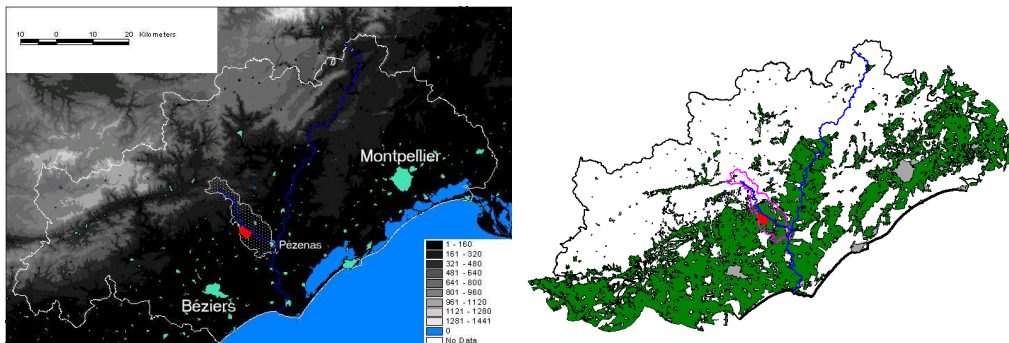 10 0 10 20 Kilometers
Montpellier
Pézenas
Béziers
1 - 160
161 - 320
321 - 480
481 - 640
641 - 800
801 - 960
961 - 1120
1121 - 1280
1281 - 1441
0
No Data